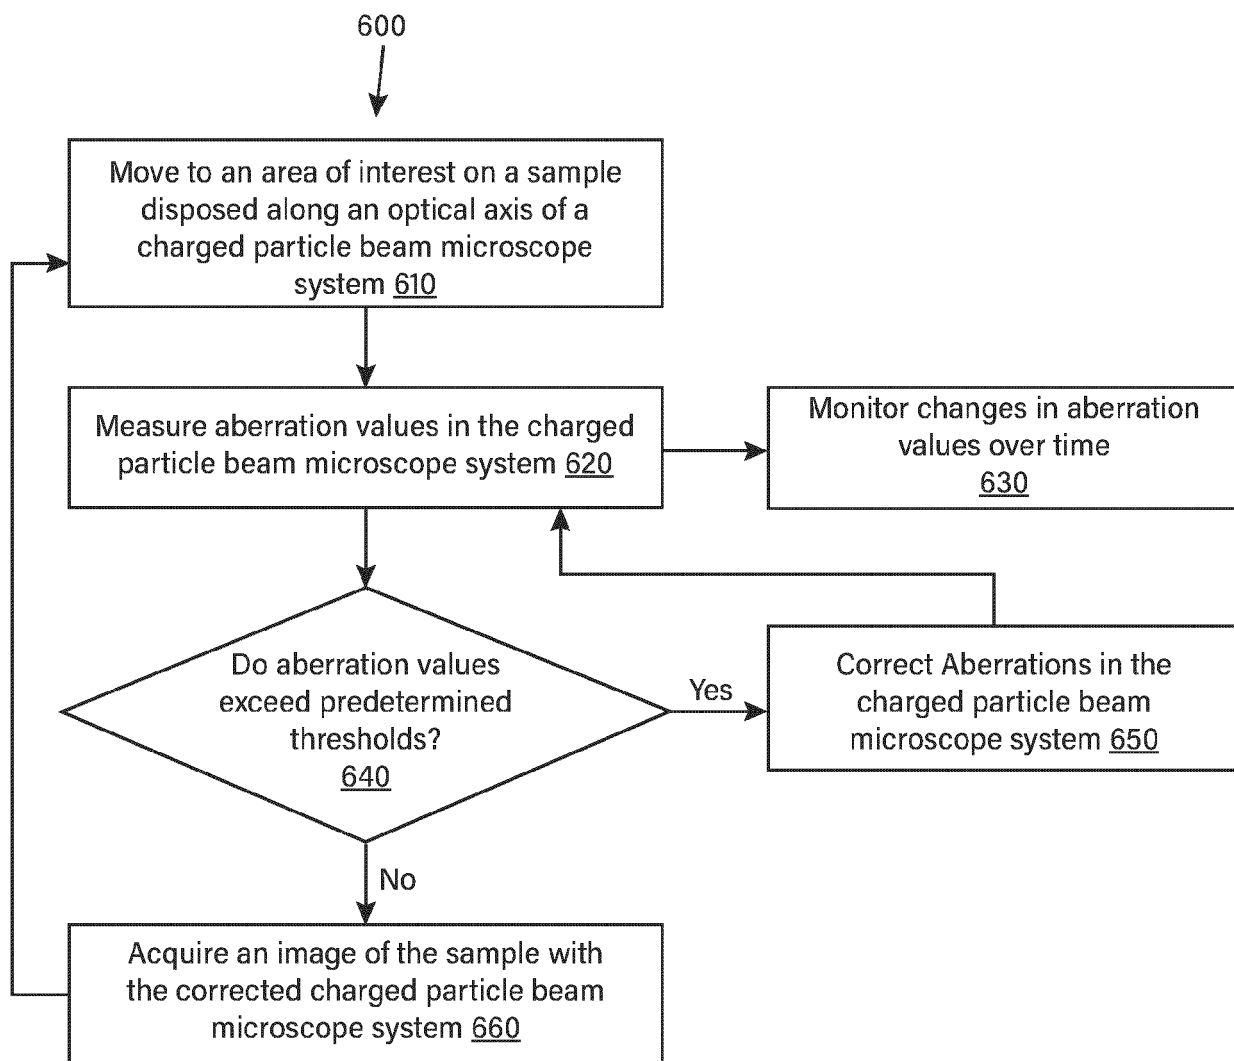 600
Move to an area of interest on a sample
disposed along an optical axis of a
charged particle beam microscope
system 610
Measure aberration values in the charged
particle beam microscope system 620
Monitor changes in aberration
values over time
630
Do aberration values
exceed predetermined
thresholds?
640
Yes
Correct Aberrations in the
charged particle beam
microscope system 650
No
Acquire an image of the sample with
the corrected charged particle beam
microscope system 660